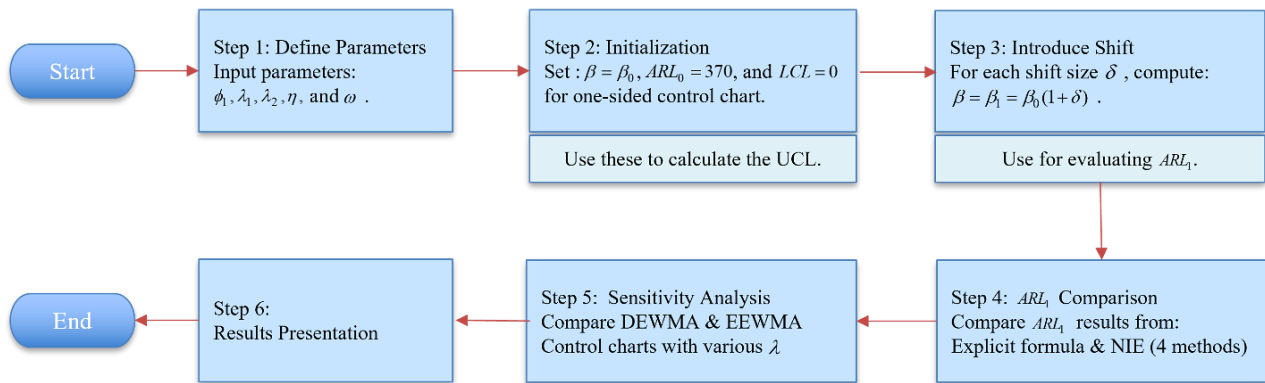 Start
Step 1: Define Parameters
Input parameters:
ϕ₁, λ₁, λ₂, η, and ω .
Step 2: Initialization
Set : β = β₀, ARL₀ = 370, and LCL = 0
for one-sided control chart.
Use these to calculate the UCL.
Step 3: Introduce Shift
For each shift size δ , compute:
β = β₁ = β₀(1+δ) .
Use for evaluating ARL₁.
Step 4: ARL₁ Comparison
Compare ARL₁ results from:
Explicit formula & NIE (4 methods)
Step 5: Sensitivity Analysis
Compare DEWMA & EEWMA
Control charts with various λ
Step 6:
Results Presentation
End